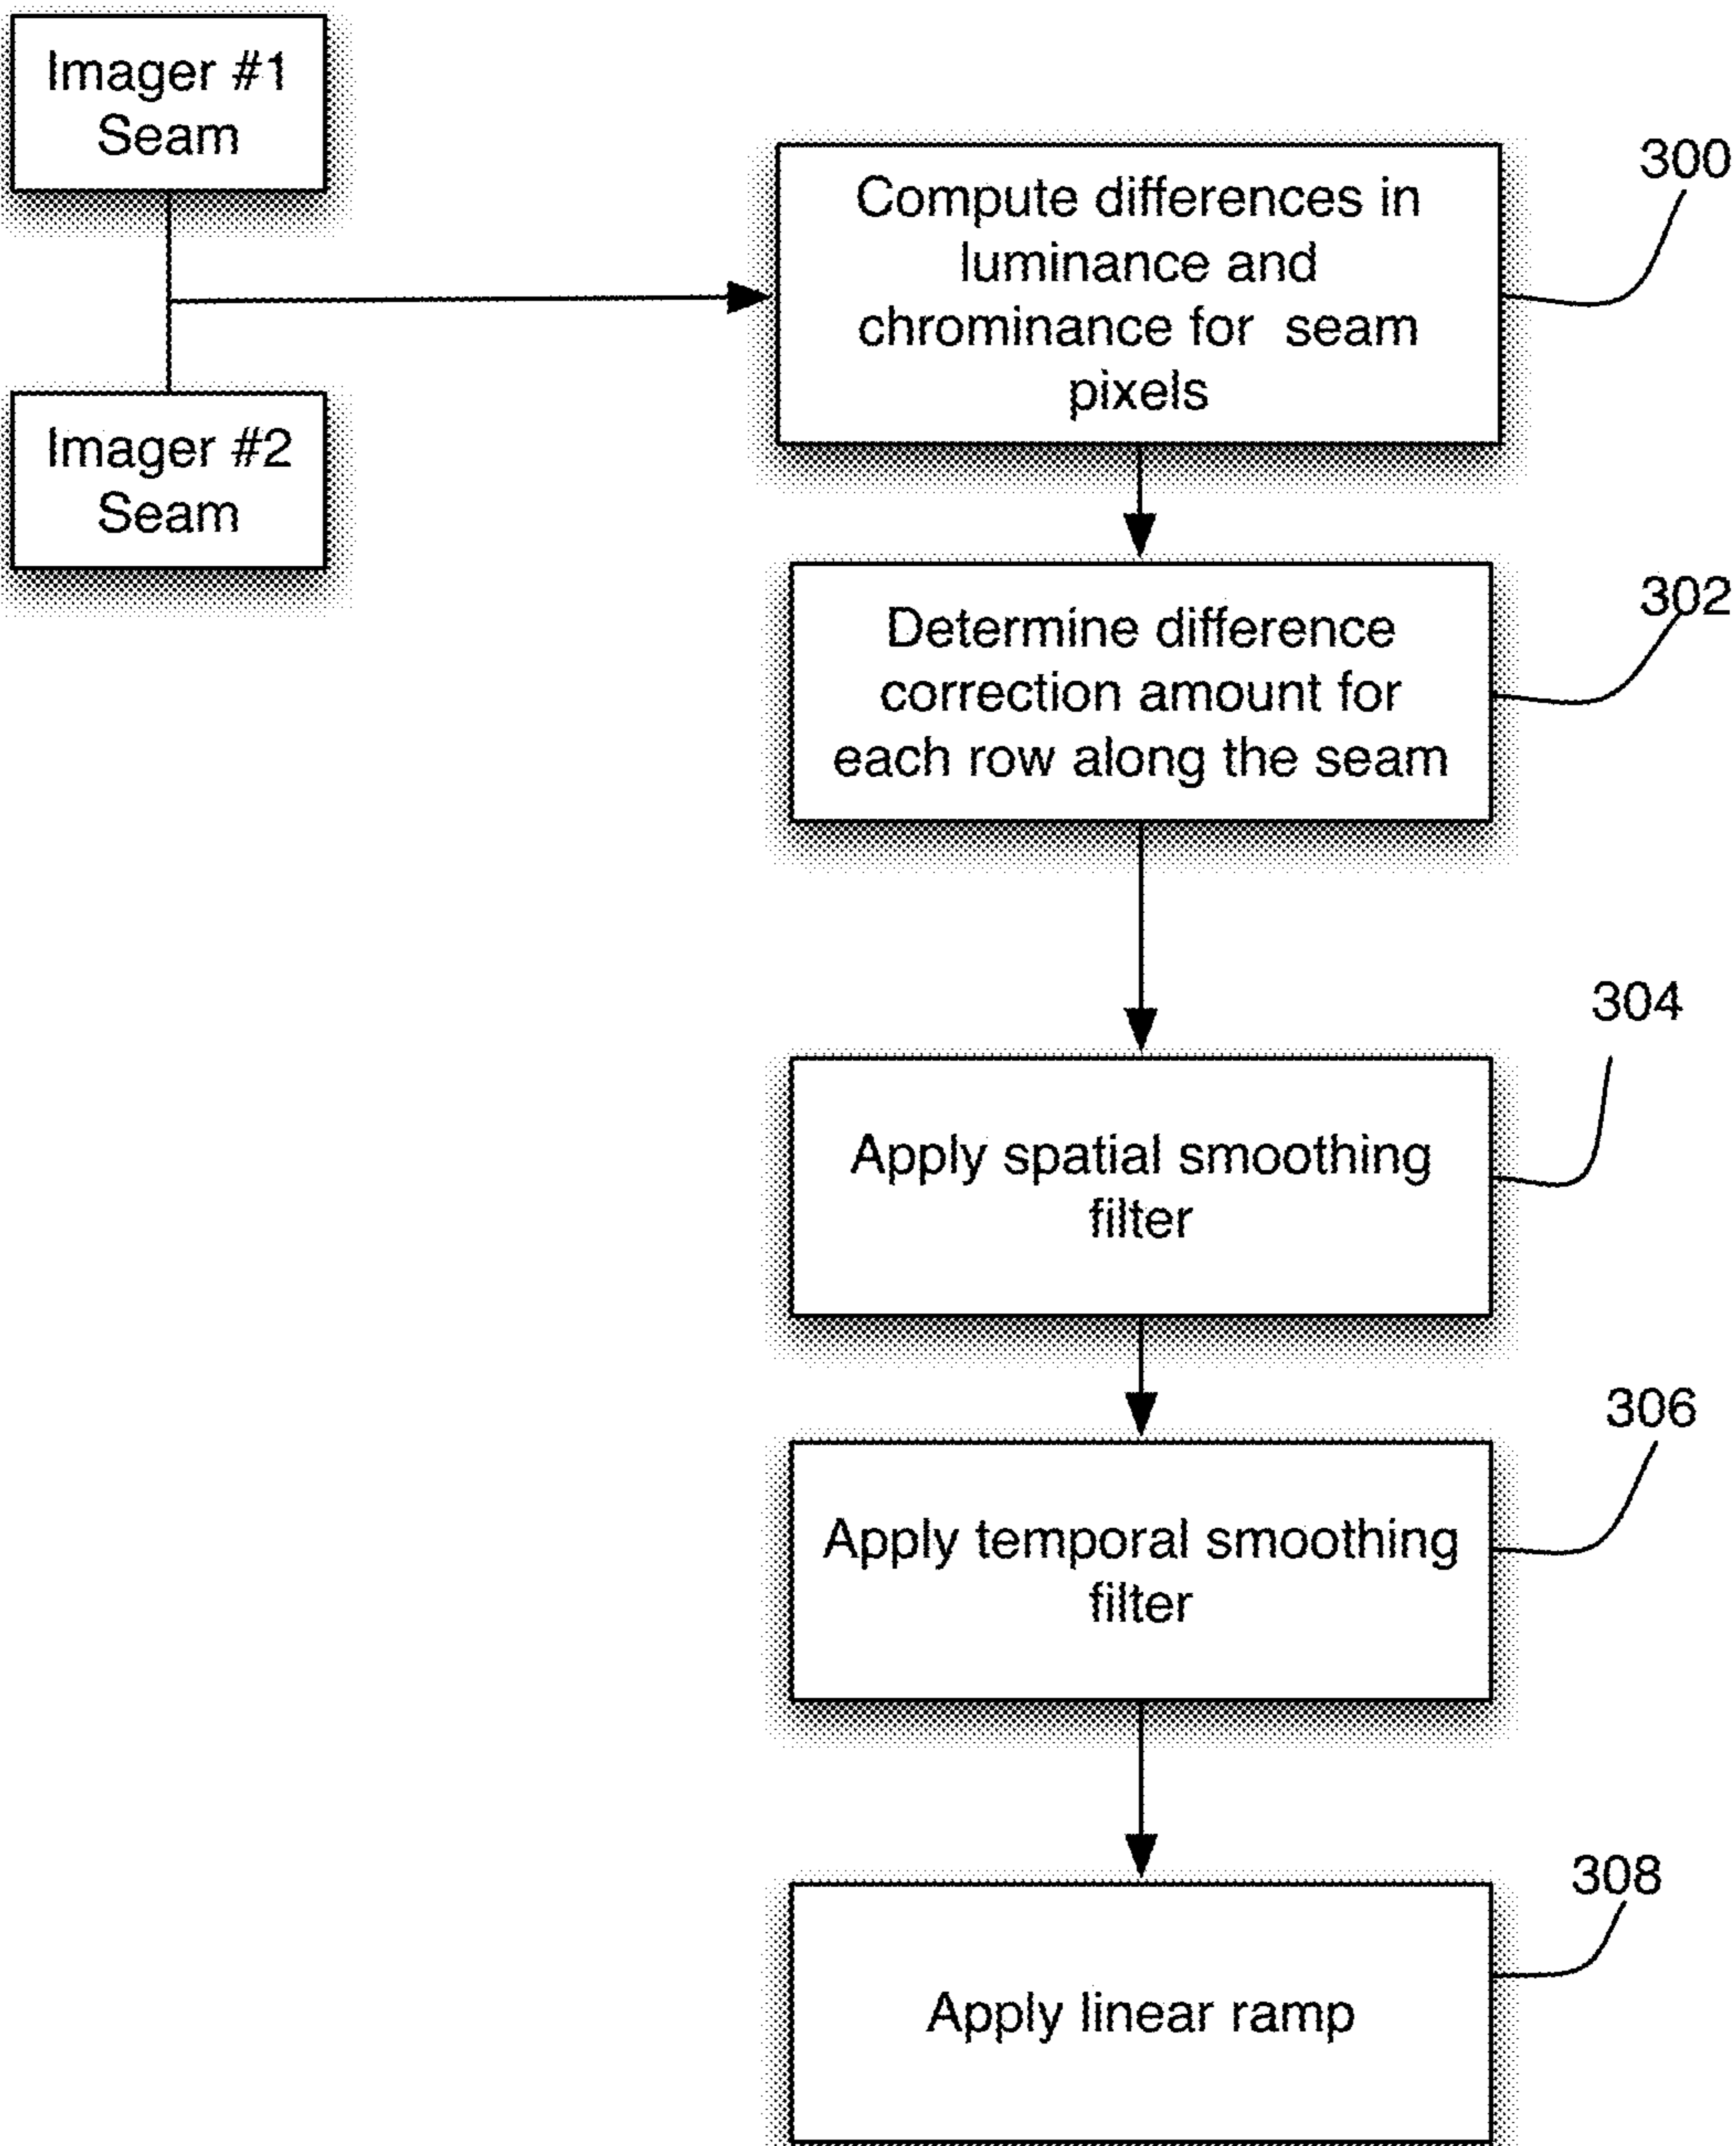 Imager #1
Seam
Imager #2
Seam
300
Compute differences in
luminance and
chrominance for seam
pixels
302
Determine difference
correction amount for
each row along the seam
304
Apply spatial smoothing
filter
306
Apply temporal smoothing
filter
308
Apply linear ramp